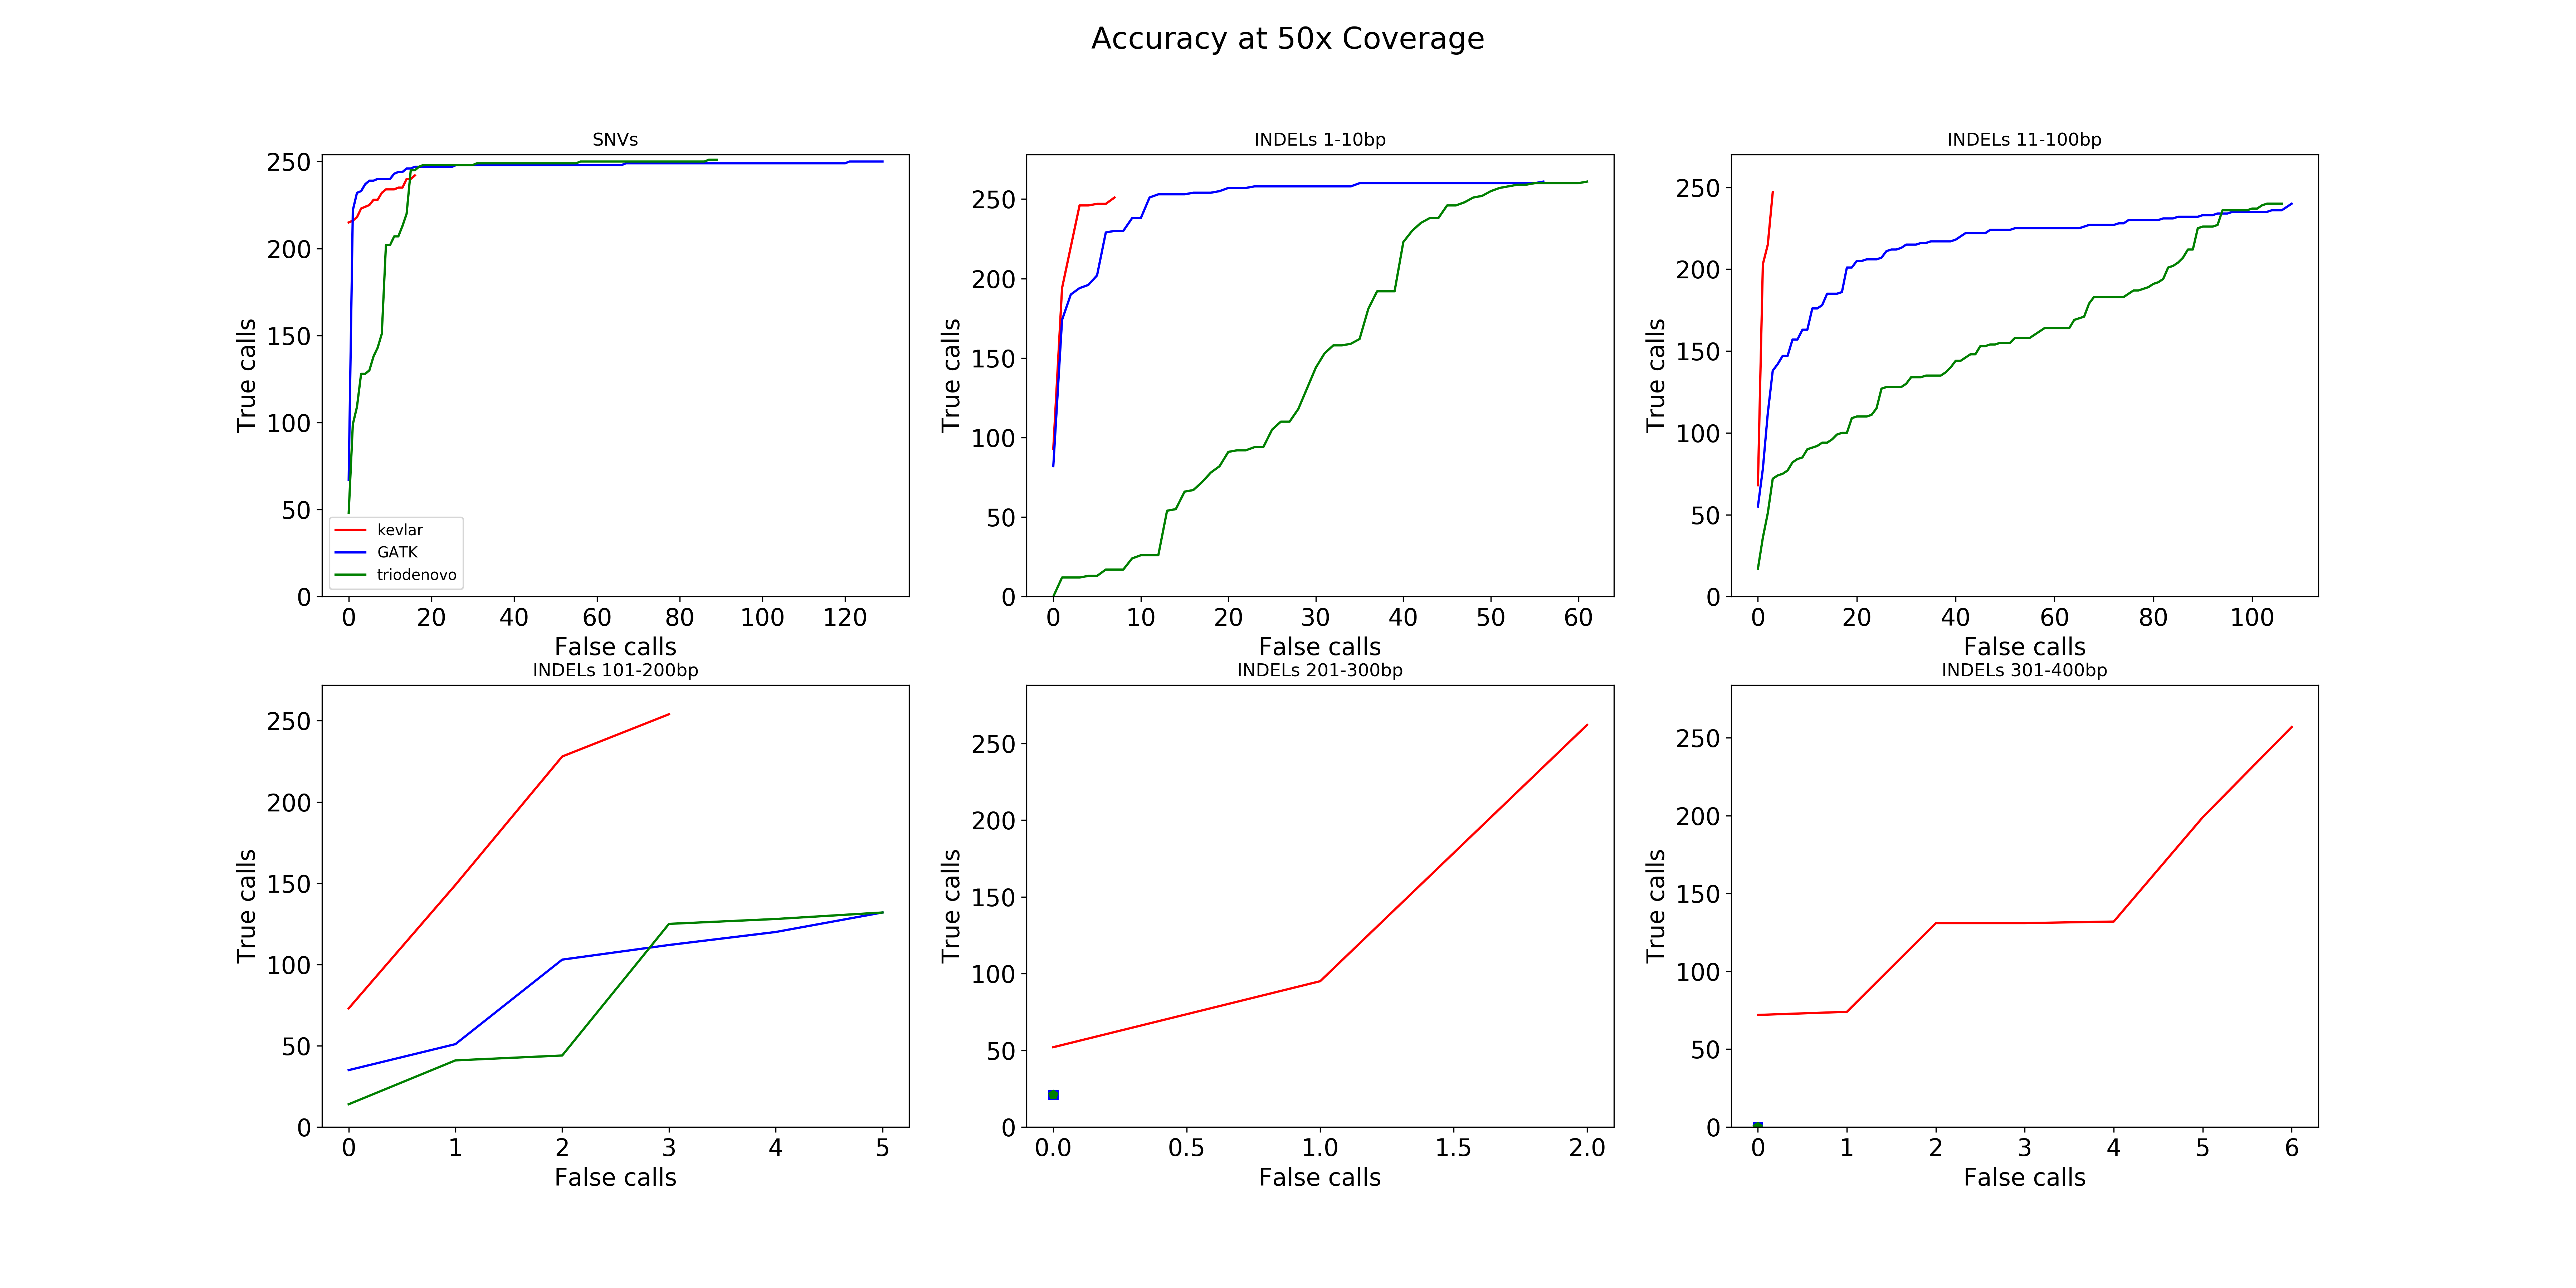 Accuracy at 50x Coverage
SNVs
True calls
250
200
150
100
50
0
kevlar
GATK
triodenovo
0 20 40 60 80 100 120
False calls
INDELs 1-10bp
True calls
250
200
150
100
50
0
0 10 20 30 40 50 60
False calls
INDELs 11-100bp
True calls
250
200
150
100
50
0
0 20 40 60 80 100
False calls
INDELs 101-200bp
True calls
250
200
150
100
50
0
0 1 2 3 4 5
False calls
INDELs 201-300bp
True calls
250
200
150
100
50
0
0.0 0.5 1.0 1.5 2.0
False calls
INDELs 301-400bp
True calls
250
200
150
100
50
0
0 1 2 3 4 5 6
False calls